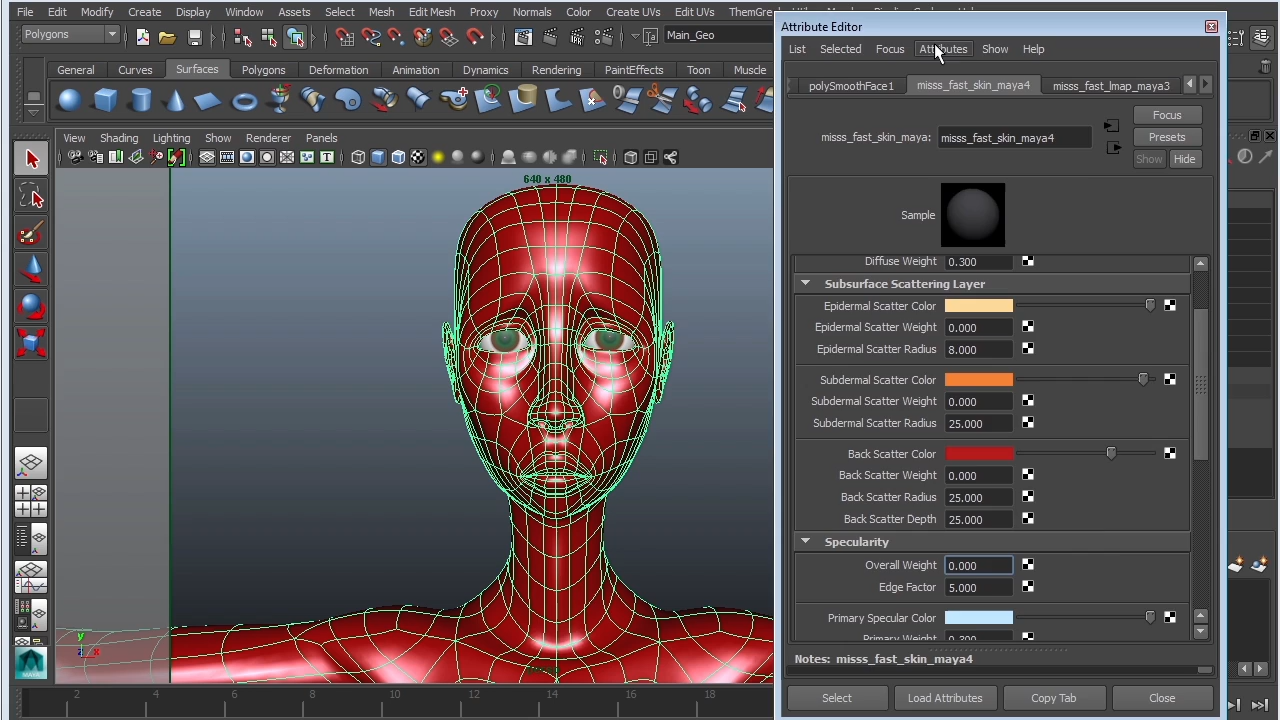 File Edit Modify Create Display Window Assets Select Mesh Edit Mesh Proxy Normals Color Create UVs Edit UVs
Attribute Editor
Polygons
Main_Geo
List Selected Focus Attributes Show Help
General Curves Surfaces Polygons Deformation Animation Dynamics Rendering PaintEffects Toon Muscle
polySmoothFace1 misss_fast_skin_maya4 misss_fast_lmap_maya3
Focus
misss_fast_skin_maya: misss_fast_skin_maya4
Presets
View Shading Lighting Show Renderer Panels
Show Hide
640 x 480
Sample
Diffuse Weight 0.300
Subsurface Scattering Layer
Epidermal Scatter Color
Epidermal Scatter Weight 0.000
Epidermal Scatter Radius 8.000
Subdermal Scatter Color
Subdermal Scatter Weight 0.000
Subdermal Scatter Radius 25.000
Back Scatter Color
Back Scatter Weight 0.000
Back Scatter Radius 25.000
Back Scatter Depth 25.000
Specularity
Overall Weight 0.000
Edge Factor 5.000
Primary Specular Color
Primary Weight 0.300
y
z x
Notes: misss_fast_skin_maya4
MAYA
2 4 6 8 10 12 14 16 18
Select Load Attributes Copy Tab Close